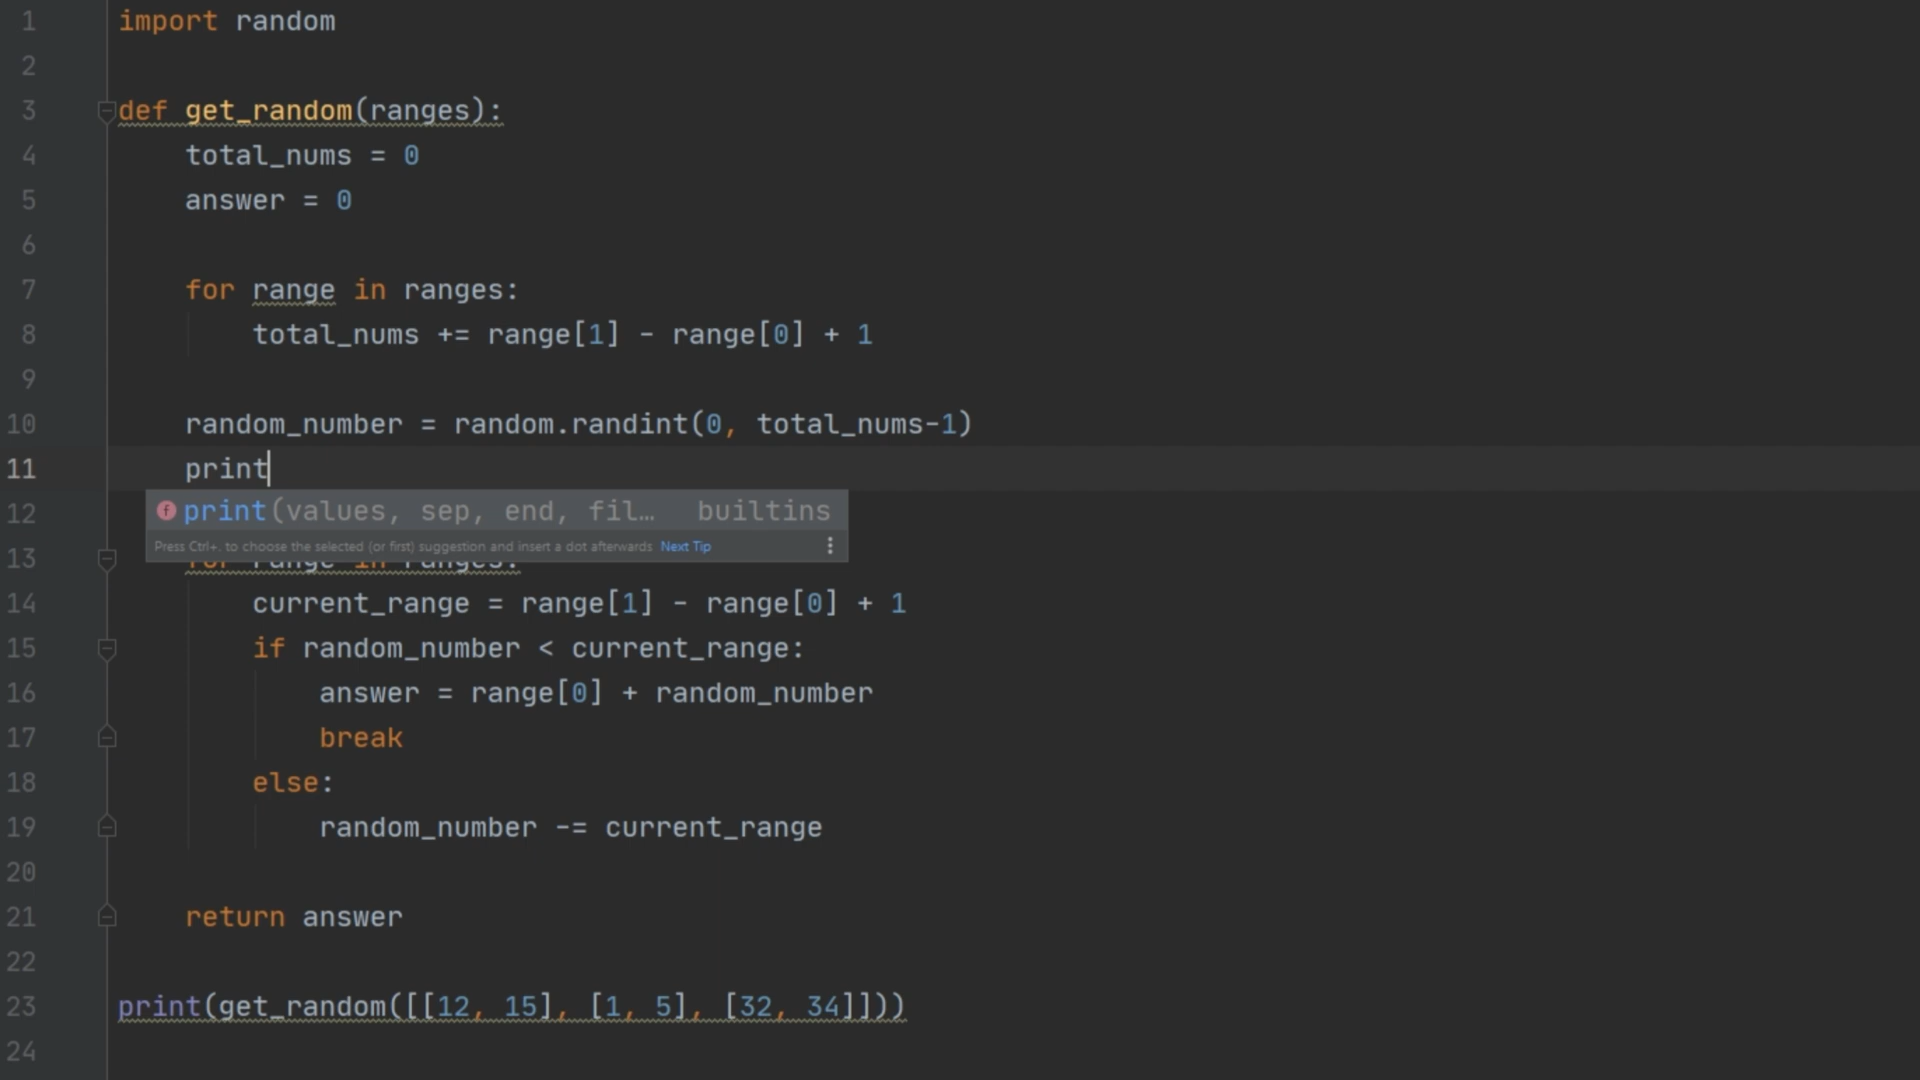 1 import random
2
3 def get_random(ranges):
4 total_nums = 0
5 answer = 0
6
7 for range in ranges:
8 total_nums += range[1] - range[0] + 1
9
10 random_number = random.randint(0, total_nums-1)
11 print
12 print(values, sep, end, fil… builtins
Press Ctrl+. to choose the selected (or first) suggestion and insert a dot afterwards Next Tip
13 for range in ranges:
14 current_range = range[1] - range[0] + 1
15 if random_number < current_range:
16 answer = range[0] + random_number
17 break
18 else:
19 random_number -= current_range
20
21 return answer
22
23 print(get_random([[12, 15], [1, 5], [32, 34]]))
24